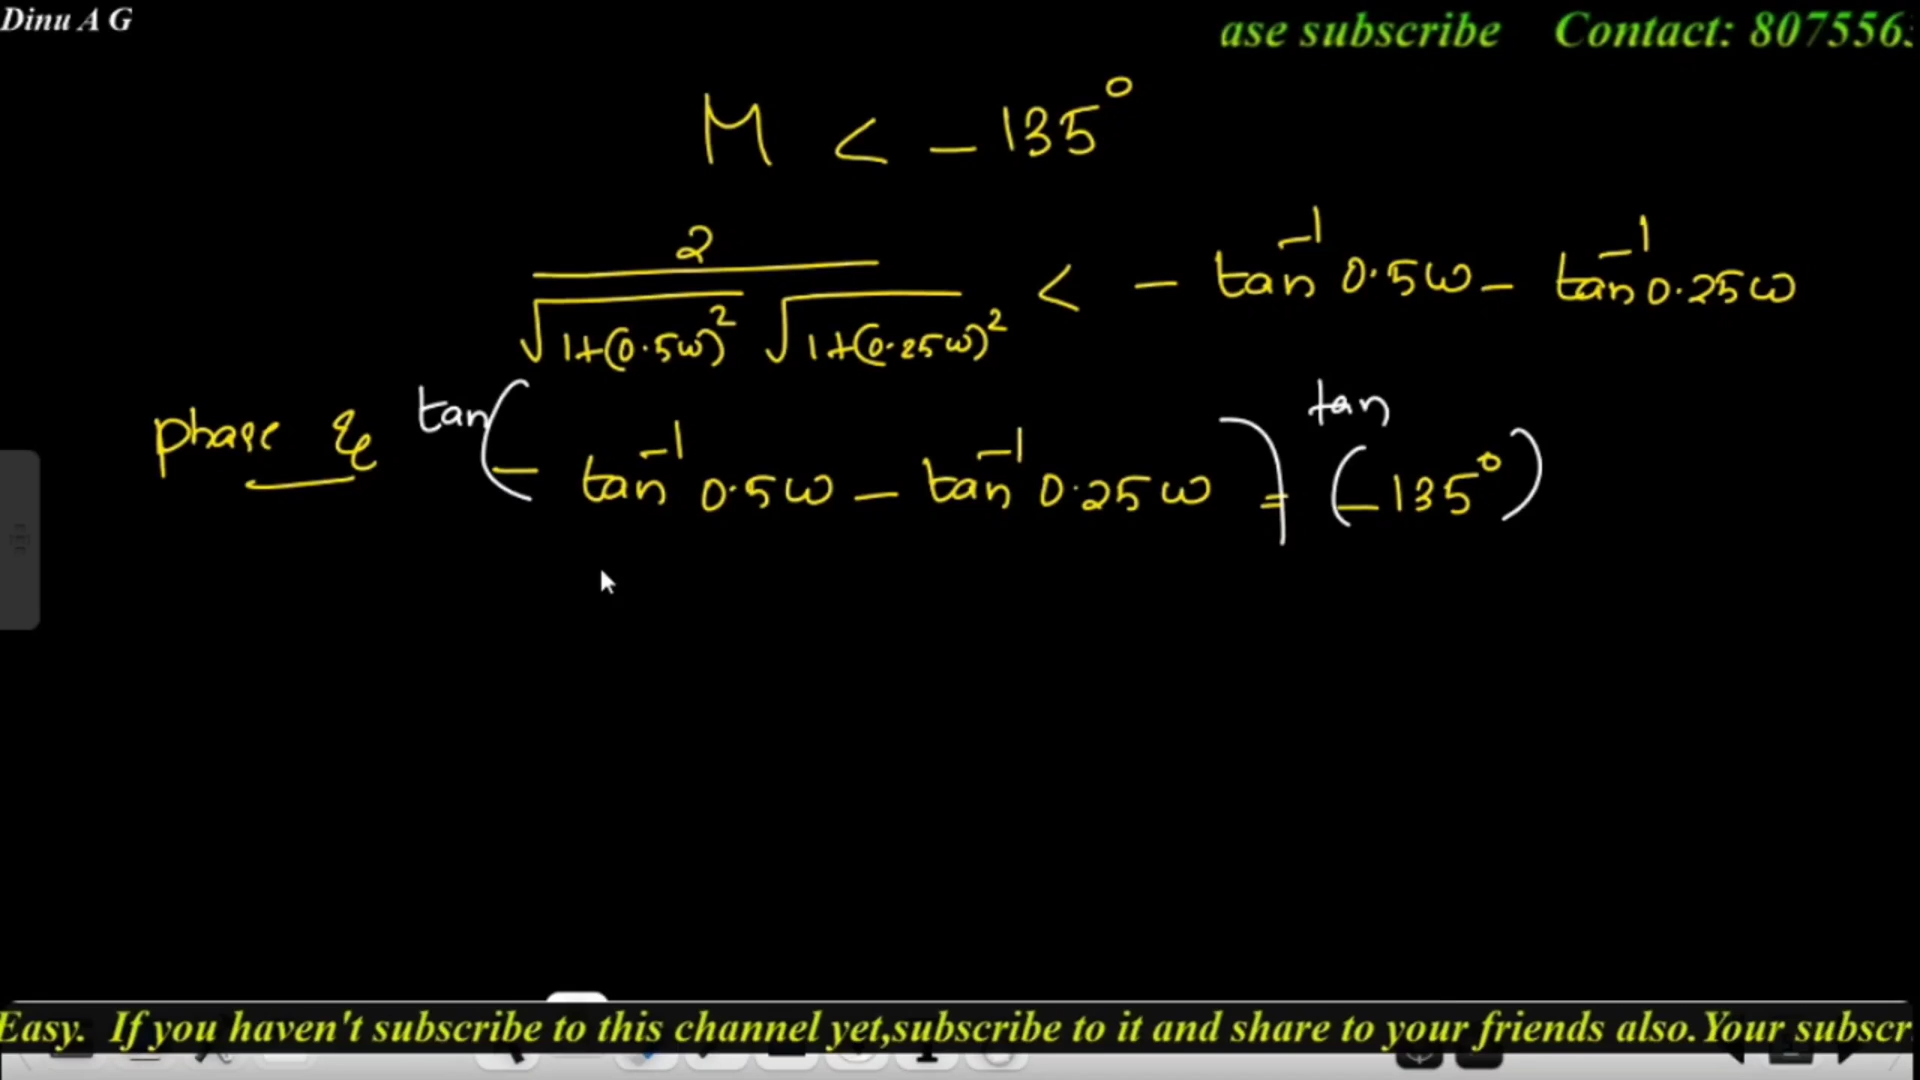 Dinu A G
ase subscribe Contact: 8075563
M < -135°
2
√1+(0.5ω)² √1+(0.25ω)² < - tan⁻¹ 0.5ω - tan⁻¹ 0.25ω
phase & tan(- tan⁻¹ 0.5ω - tan⁻¹ 0.25ω) = tan(-135°)
Easy. If you haven't subscribe to this channel yet,subscribe to it and share to your friends also.Your subscr